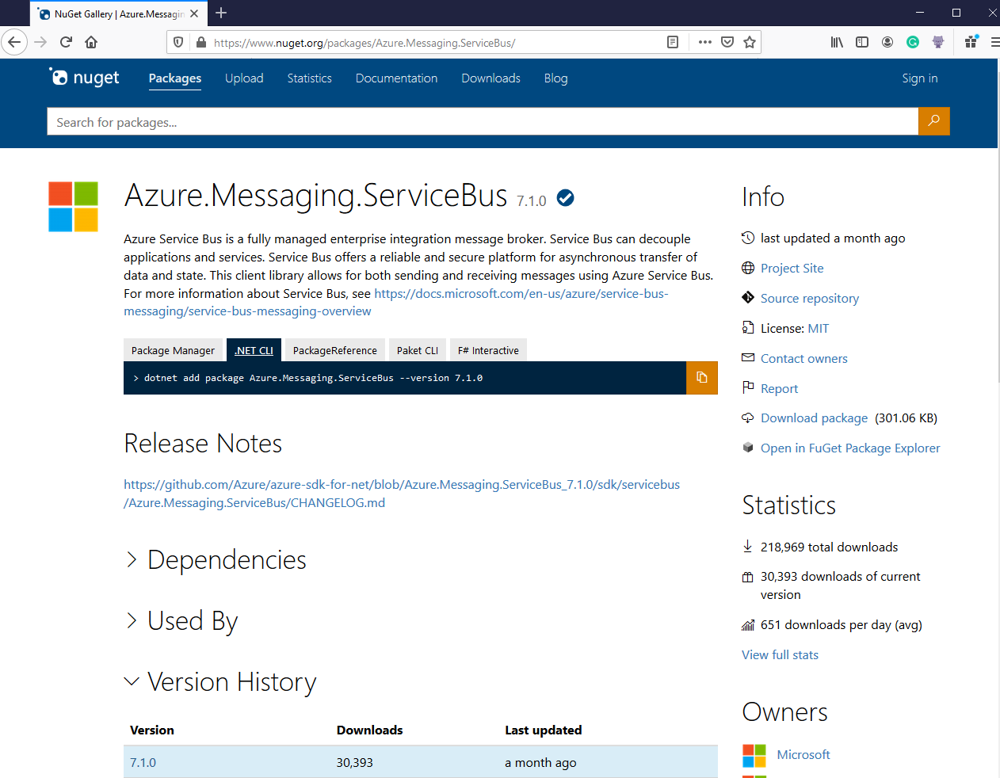 NuGet Gallery | Azure.Messagin
https://www.nuget.org/packages/Azure.Messaging.ServiceBus/
nuget
Packages
Upload
Statistics
Documentation
Downloads
Blog
Sign in
Search for packages...
Azure.Messaging.ServiceBus 7.1.0
Azure Service Bus is a fully managed enterprise integration message broker. Service Bus can decouple
applications and services. Service Bus offers a reliable and secure platform for asynchronous transfer of
data and state. This client library allows for both sending and receiving messages using Azure Service Bus.
For more information about Service Bus, see https://docs.microsoft.com/en-us/azure/service-bus-
messaging/service-bus-messaging-overview
Package Manager
.NET CLI
PackageReference
Paket CLI
F# Interactive
> dotnet add package Azure.Messaging.ServiceBus --version 7.1.0
Release Notes
https://github.com/Azure/azure-sdk-for-net/blob/Azure.Messaging.ServiceBus_7.1.0/sdk/servicebus
/Azure.Messaging.ServiceBus/CHANGELOG.md
Dependencies
Used By
Version History
Version Downloads Last updated
7.1.0 30,393 a month ago
Info
last updated a month ago
Project Site
Source repository
License: MIT
Contact owners
Report
Download package (301.06 KB)
Open in FuGet Package Explorer
Statistics
218,969 total downloads
30,393 downloads of current
version
651 downloads per day (avg)
View full stats
Owners
Microsoft